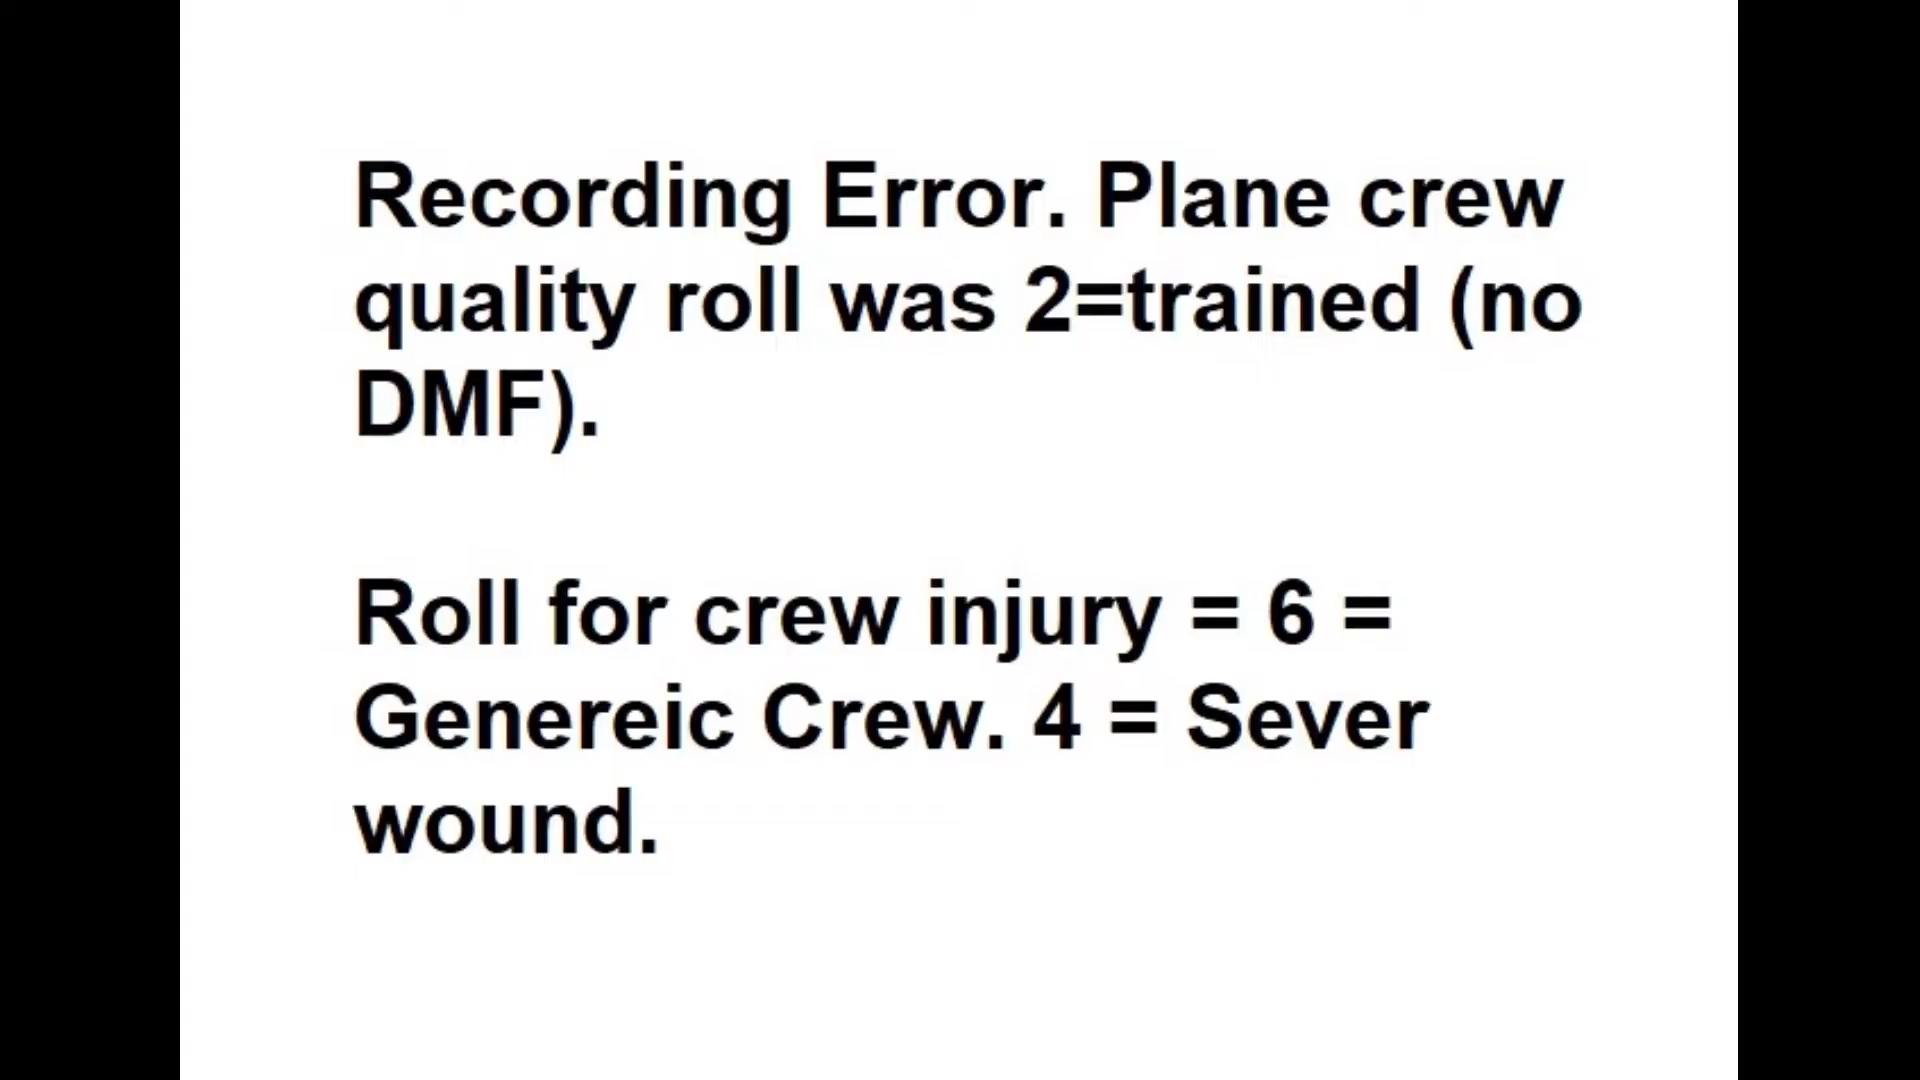 Recording Error. Plane crew
quality roll was 2=trained (no
DMF).
Roll for crew injury = 6 =
Genereic Crew. 4 = Sever
wound.